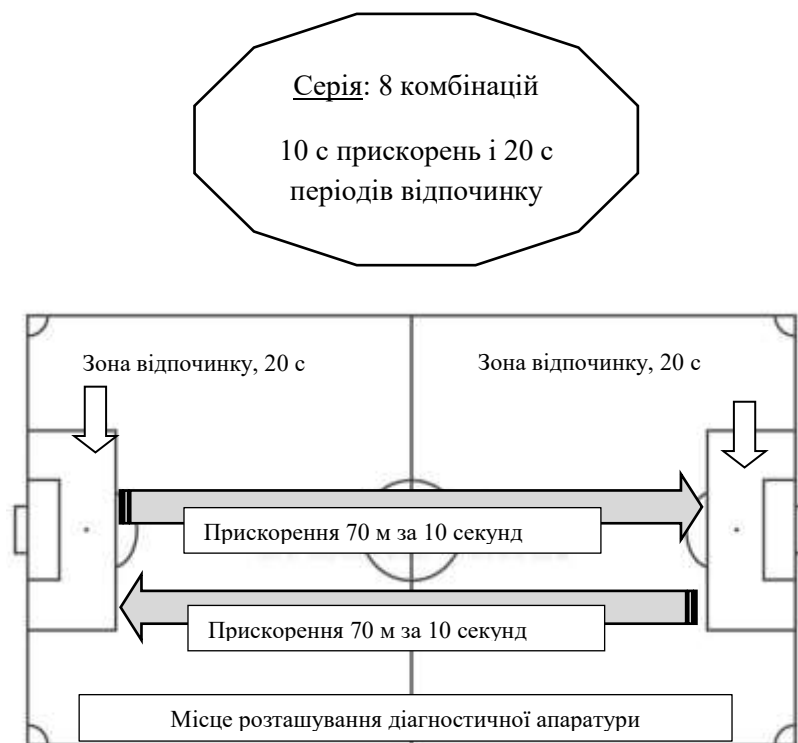 Серія: 8 комбінацій
10 с прискорень і 20 с
періодів відпочинку
Зона відпочинку, 20 с
Зона відпочинку, 20 с
Прискорення 70 м за 10 секунд
Прискорення 70 м за 10 секунд
Місце розташування діагностичної апаратури